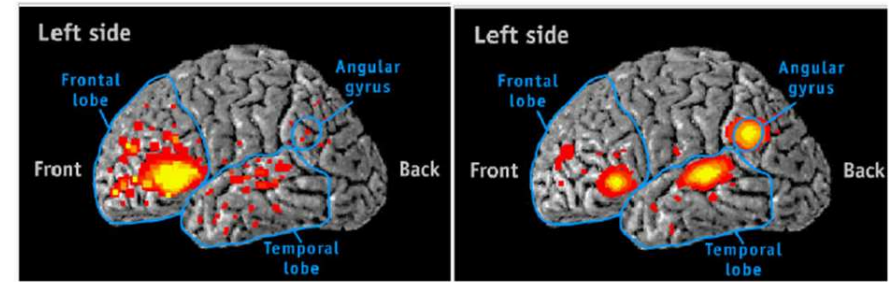 Left side
Frontal
lobe
Angular
gyrus
Front
Back
Temporal
lobe
Left side
Frontal
lobe
Angular
gyrus
Front
Back
Temporal
lobe